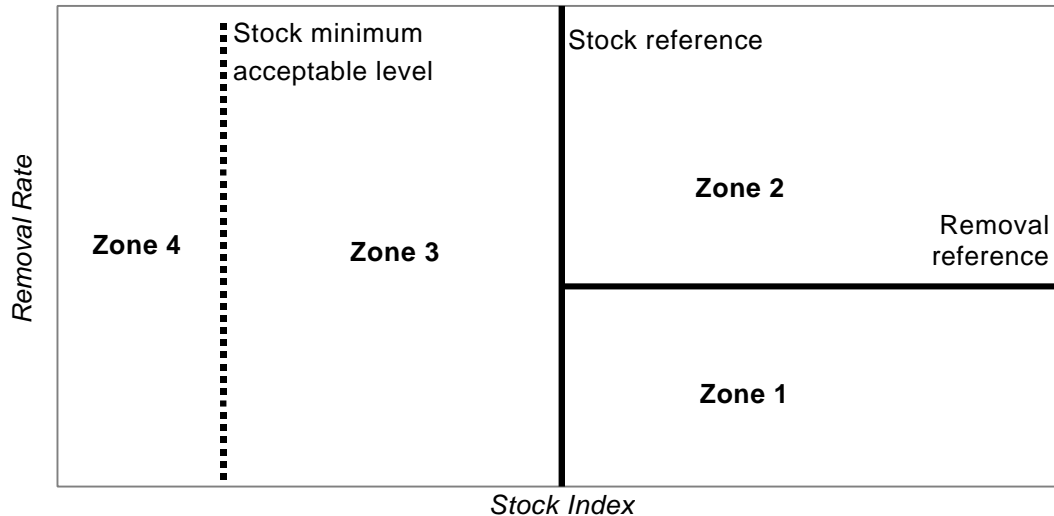 Stock minimum
acceptable level
Stock reference
Zone 2
Removal
reference
Zone 4
Zone 3
Zone 1
Removal Rate
Stock Index